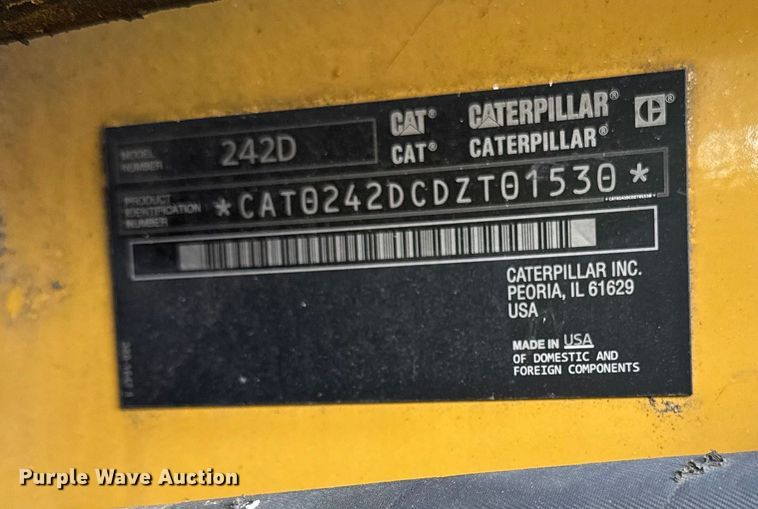 MODEL NUMBER 242D
CAT® CATERPILLAR® C®
CAT® CATERPILLAR®
PRODUCT IDENTIFICATION NUMBER *CAT0242DCDZT01530*
*CAT0242DCDZT01530*
CATERPILLAR INC.
PEORIA, IL 61629
USA
MADE IN USA
OF DOMESTIC AND
FOREIGN COMPONENTS
Purple Wave Auction